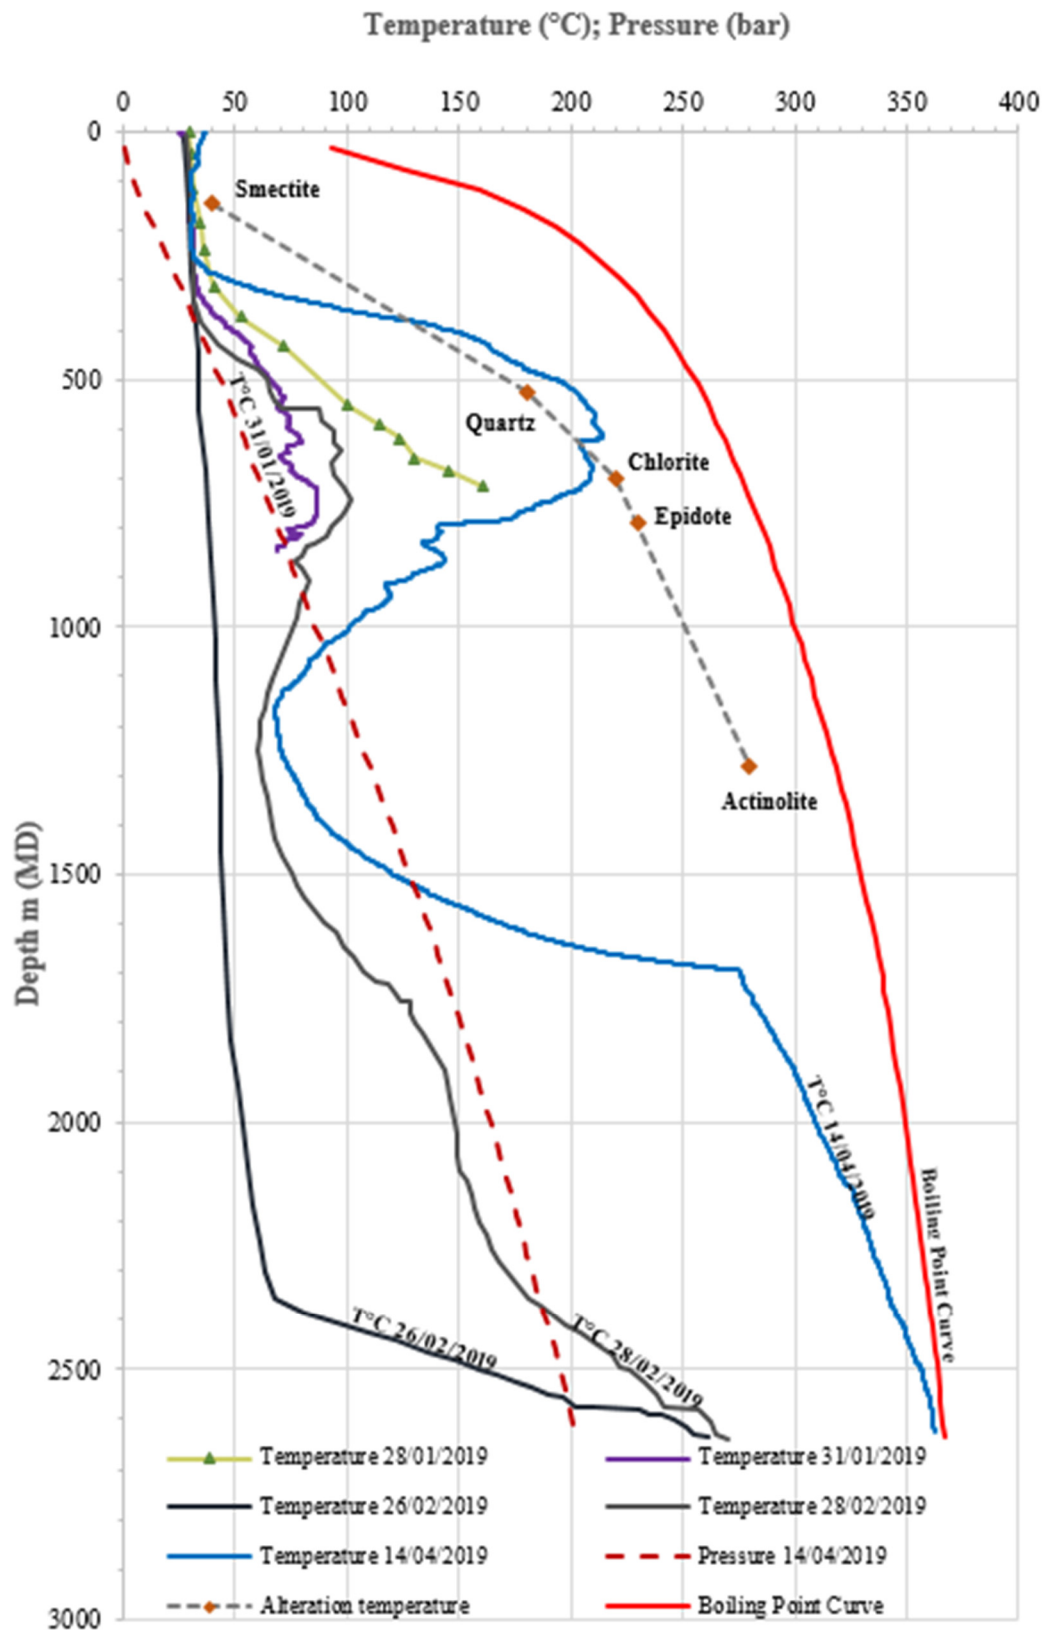 Temperature (°C); Pressure (bar)
0 50 100 150 200 250 300 350 400
0
Smectite
500
T°C 31/01/2019
Quartz
Chlorite
Epidote
1000
Actinolite
Depth m (MD)
1500
T°C 14/04/2019
2000
Boiling Point Curve
T°C 26/02/2019
T°C 28/02/2019
2500
Temperature 28/01/2019 Temperature 31/01/2019
Temperature 26/02/2019 Temperature 28/02/2019
Temperature 14/04/2019 Pressure 14/04/2019
Alteration temperature Boiling Point Curve
3000